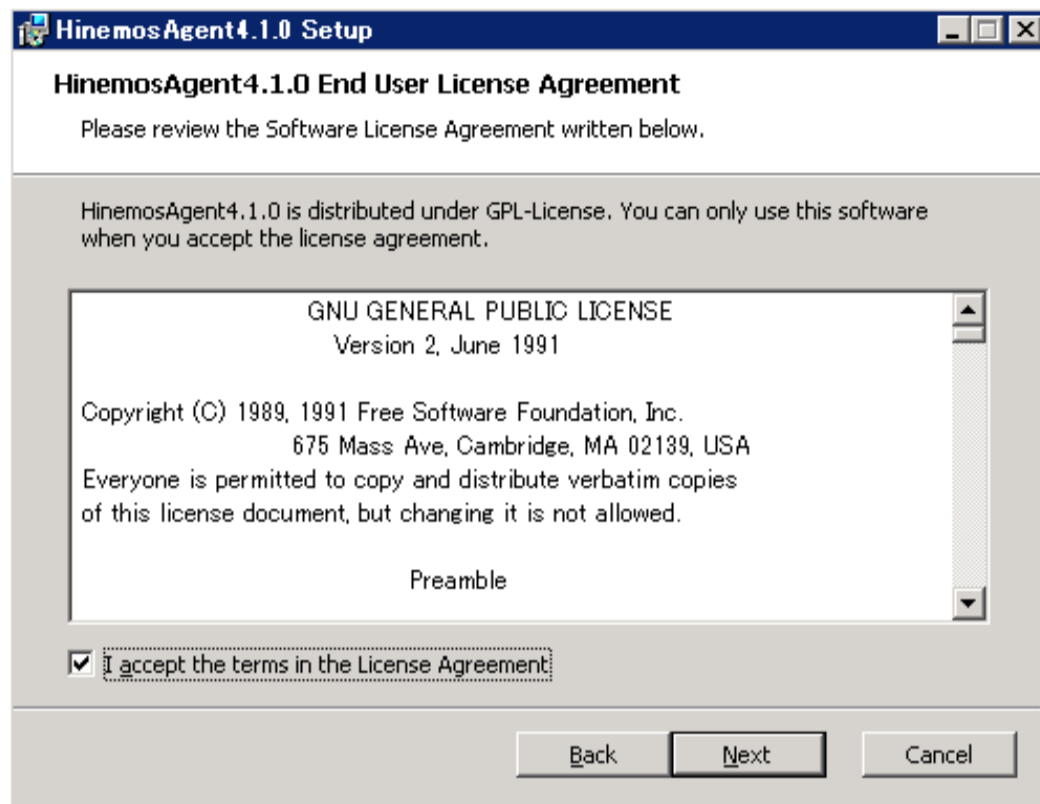 HinemosAgent4.1.0 Setup
HinemosAgent4.1.0 End User License Agreement
Please review the Software License Agreement written below.
HinemosAgent4.1.0 is distributed under GPL-License. You can only use this software
when you accept the license agreement.
GNU GENERAL PUBLIC LICENSE
Version 2, June 1991
Copyright (C) 1989, 1991 Free Software Foundation, Inc.
675 Mass Ave, Cambridge, MA 02139, USA
Everyone is permitted to copy and distribute verbatim copies
of this license document, but changing it is not allowed.
Preamble
I accept the terms in the License Agreement
Back Next Cancel